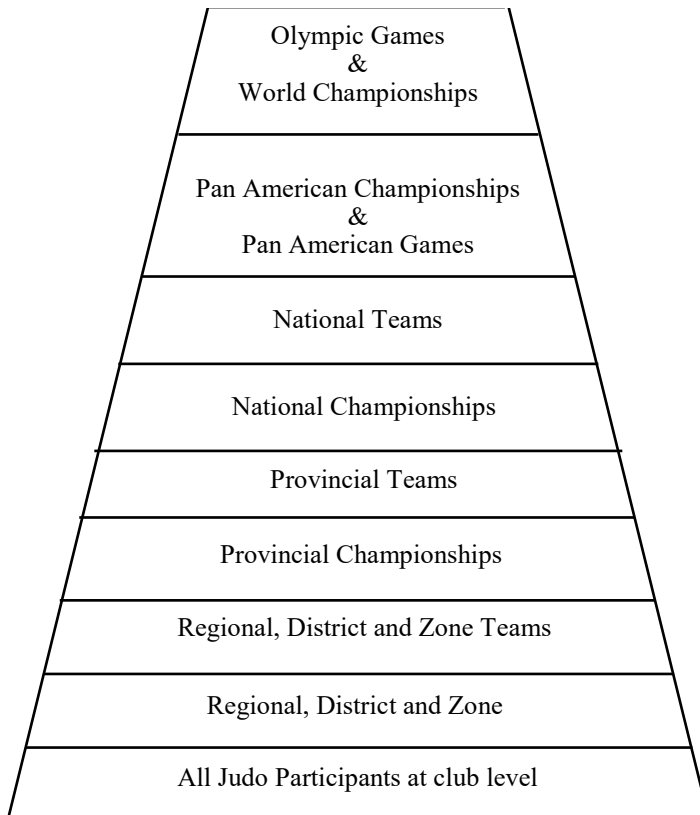 Olympic Games
&
World Championships
Pan American Championships
&
Pan American Games
National Teams
National Championships
Provincial Teams
Provincial Championships
Regional, District and Zone Teams
Regional, District and Zone
All Judo Participants at club level